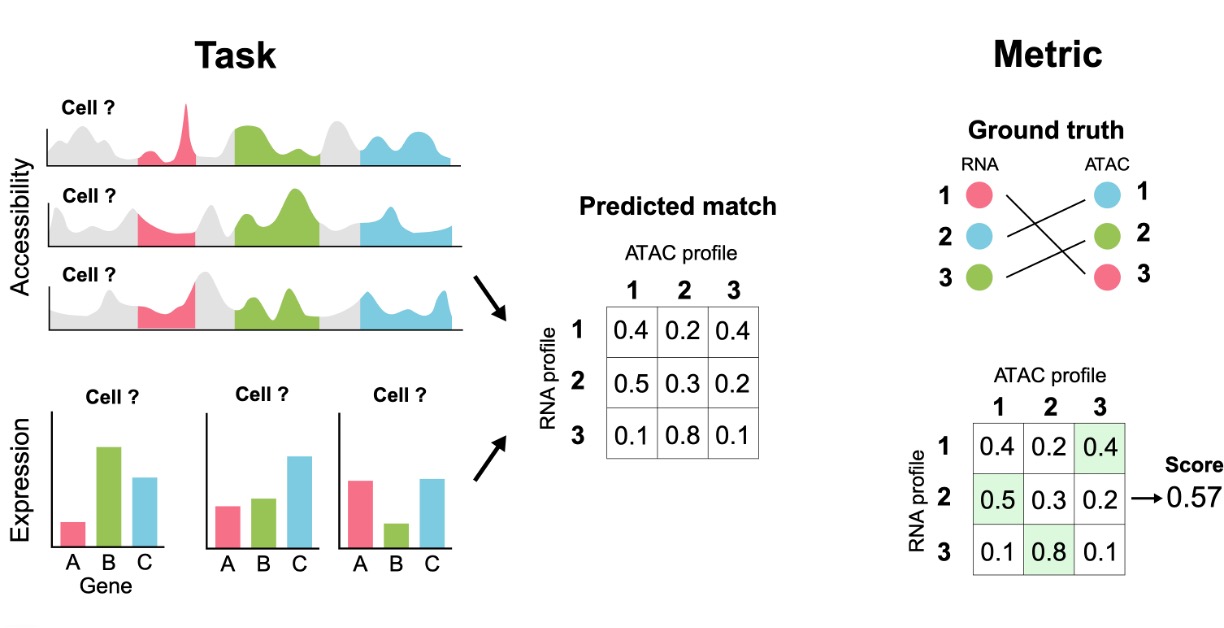 Task
Accessibility
Cell ?
Cell ?
Cell ?
Expression
Cell ?
A B C
Gene
Cell ?
A B C
Cell ?
A B C
Predicted match
ATAC profile
1 2 3
RNA profile
1 0.4 0.2 0.4
2 0.5 0.3 0.2
3 0.1 0.8 0.1
Metric
Ground truth
RNA ATAC
1 1
2 2
3 3
ATAC profile
1 2 3
RNA profile
1 0.4 0.2 0.4
2 0.5 0.3 0.2
3 0.1 0.8 0.1
Score
0.57